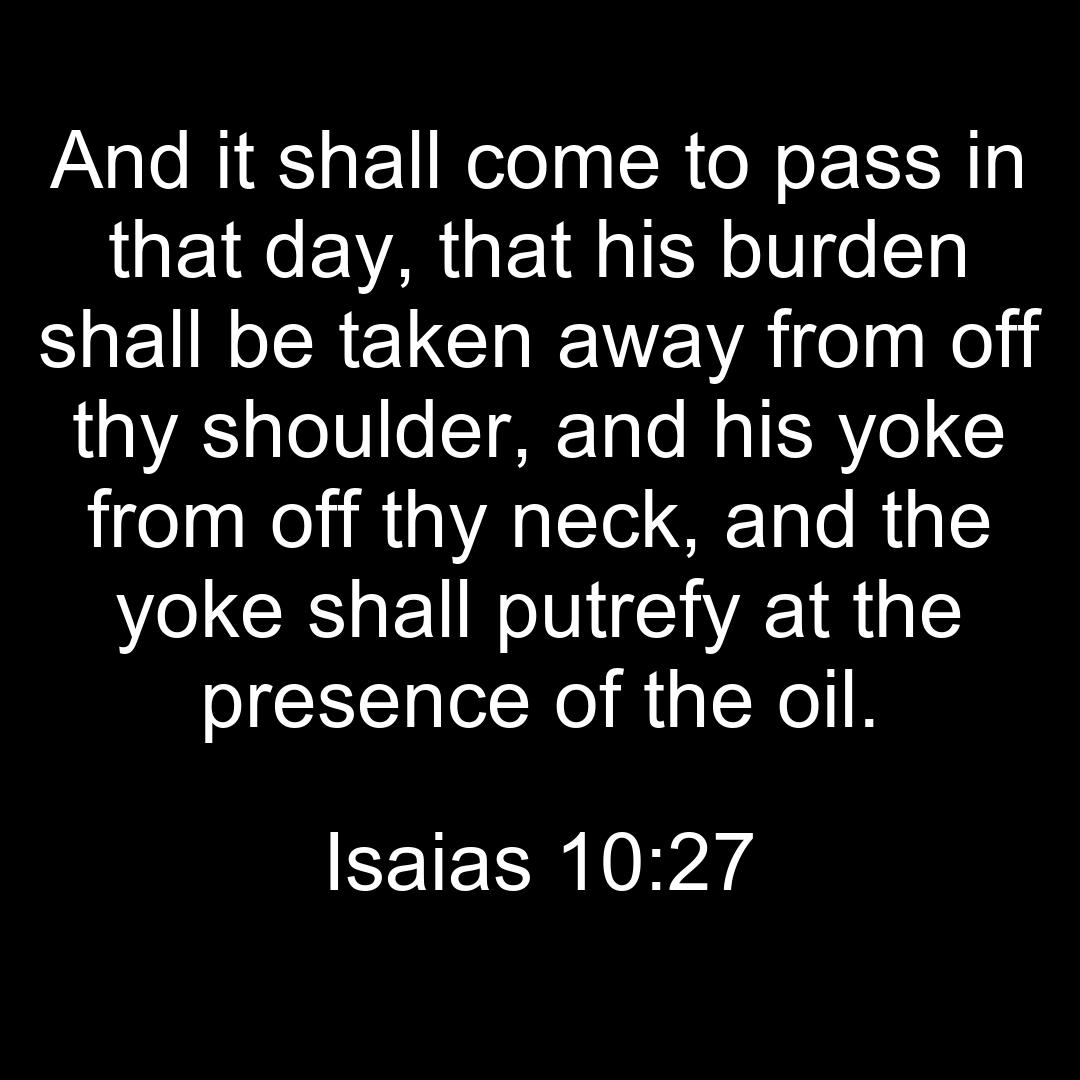 And it shall come to pass in
that day, that his burden
shall be taken away from off
thy shoulder, and his yoke
from off thy neck, and the
yoke shall putrefy at the
presence of the oil.
Isaias 10:27